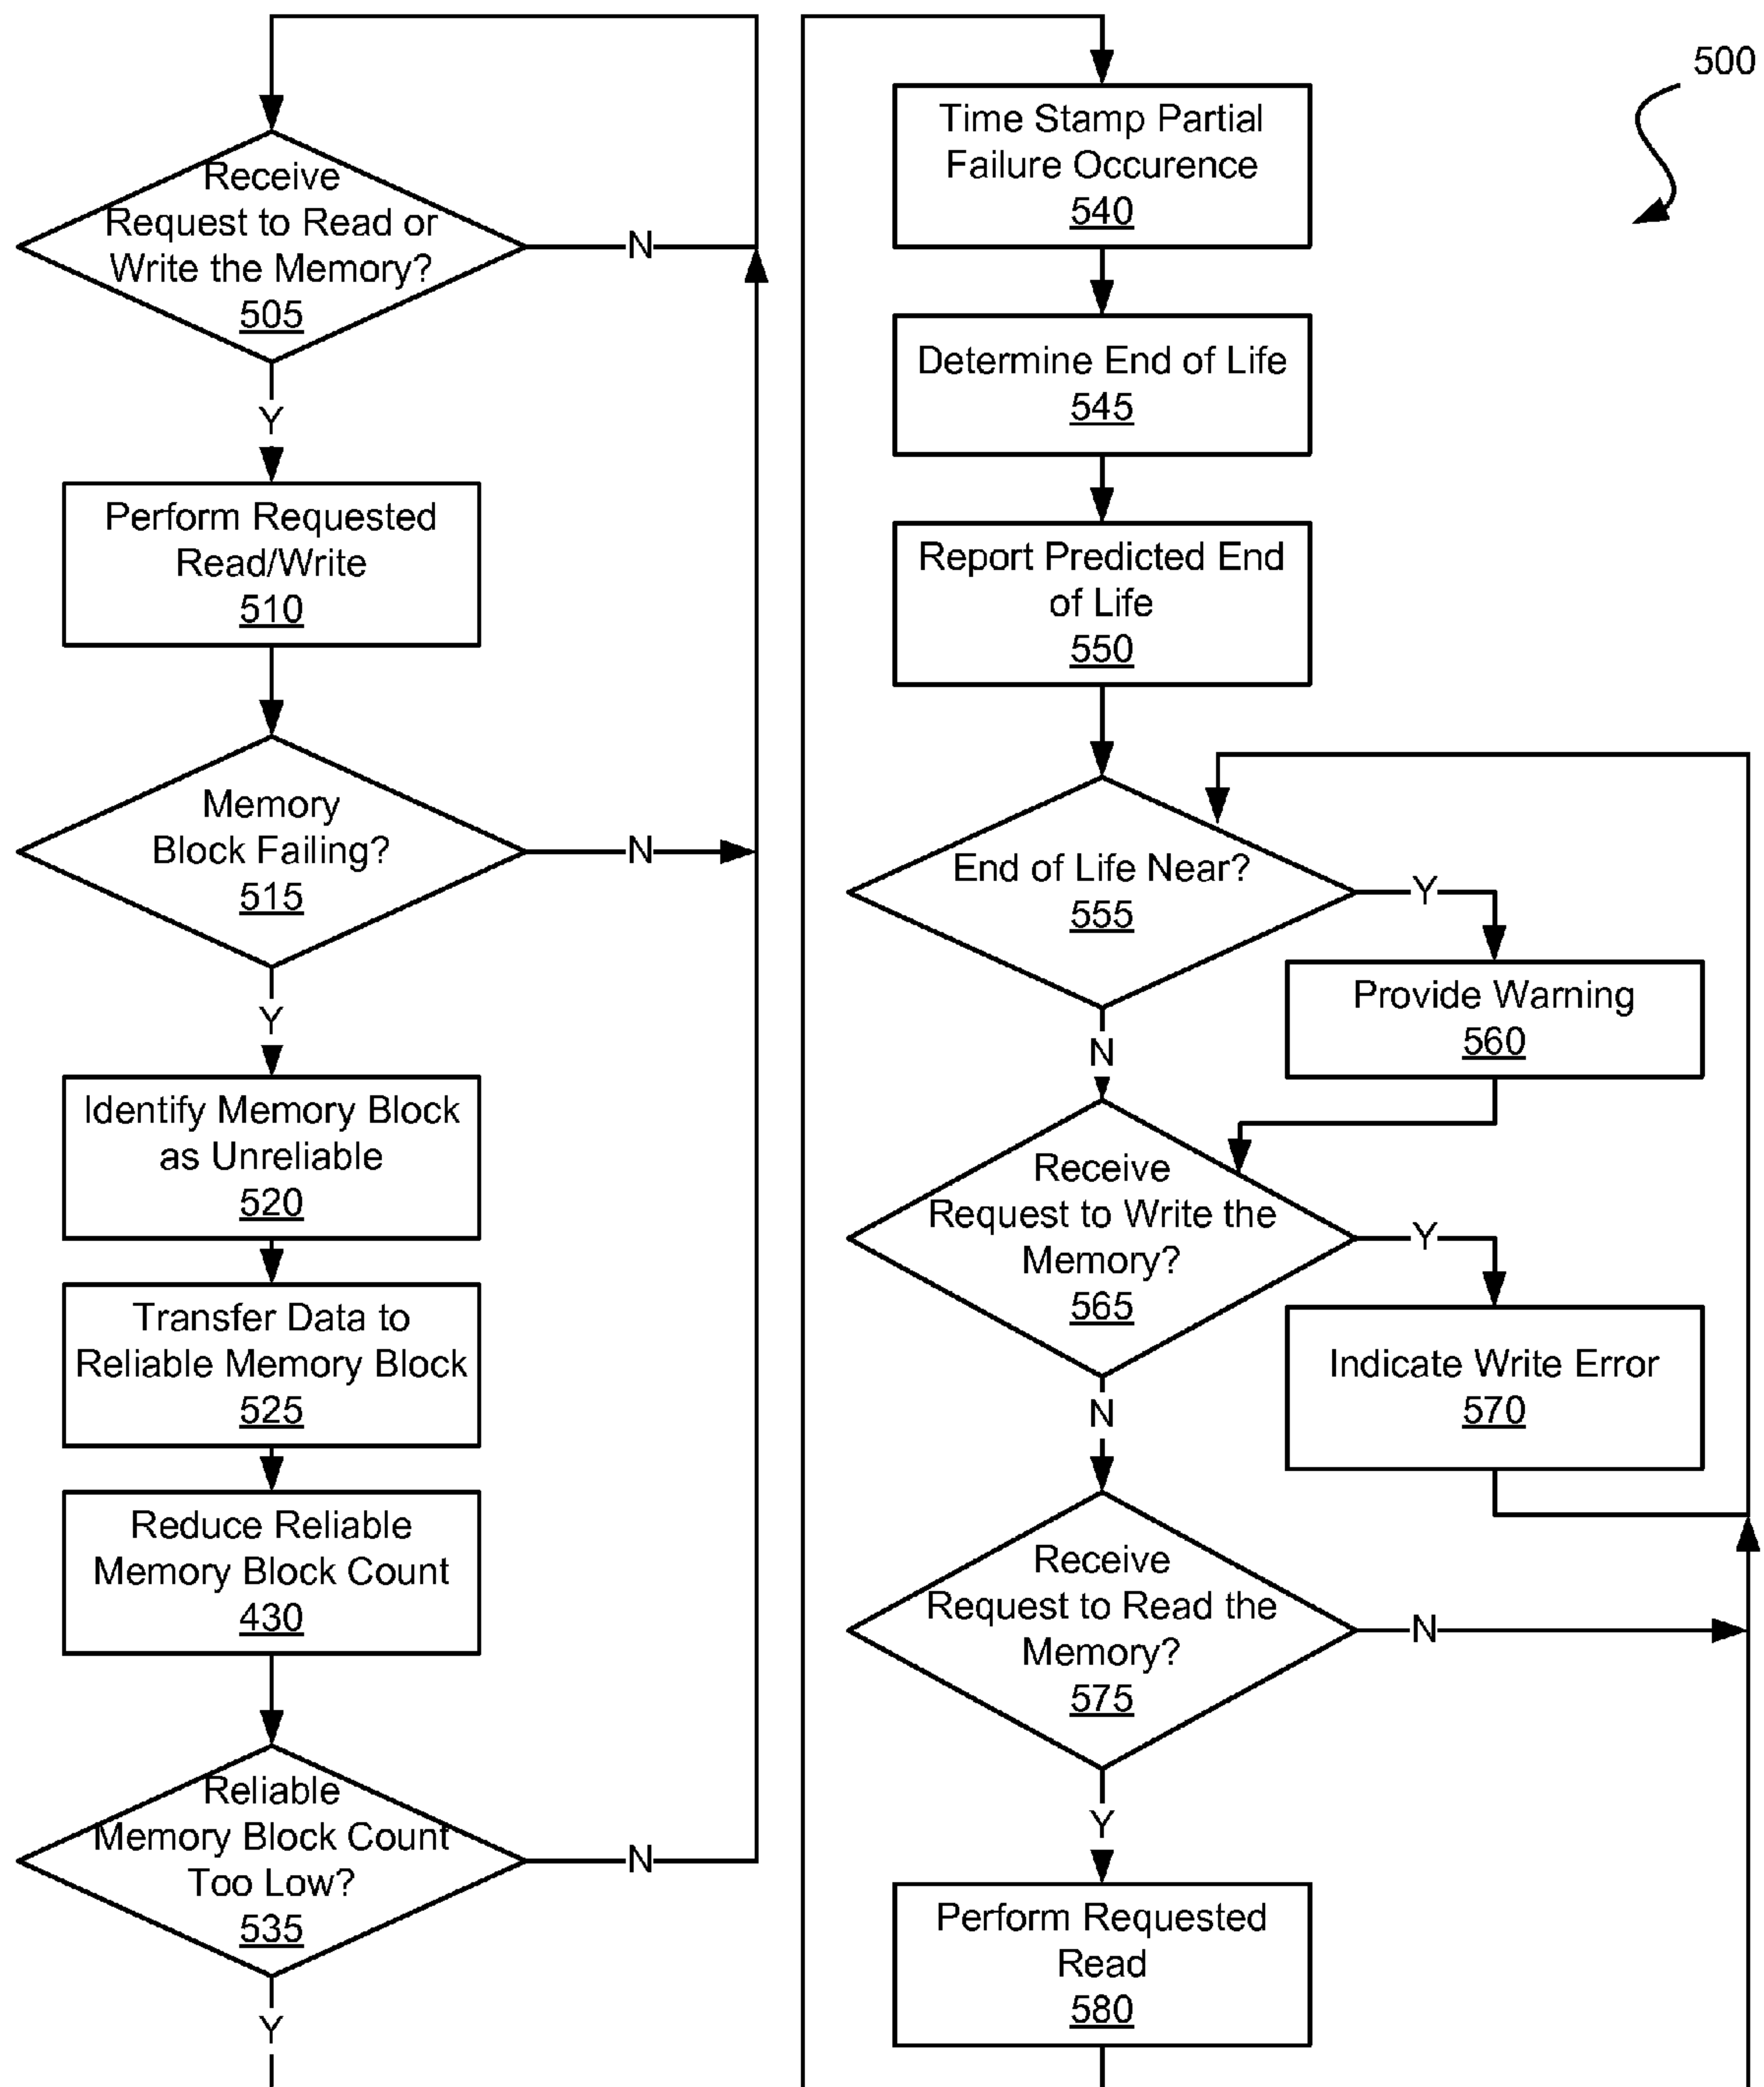 Receive
Request to Read or
Write the Memory?
505
N
Y
Perform Requested
Read/Write
510
Memory
Block Failing?
515
N
Y
Identify Memory Block
as Unreliable
520
Transfer Data to
Reliable Memory Block
525
Reduce Reliable
Memory Block Count
430
Reliable
Memory Block Count
Too Low?
535
N
Y
500
Time Stamp Partial
Failure Occurence
540
Determine End of Life
545
Report Predicted End
of Life
550
End of Life Near?
555
Y
N
Provide Warning
560
Receive
Request to Write the
Memory?
565
Y
N
Indicate Write Error
570
Receive
Request to Read the
Memory?
575
N
Y
Perform Requested
Read
580